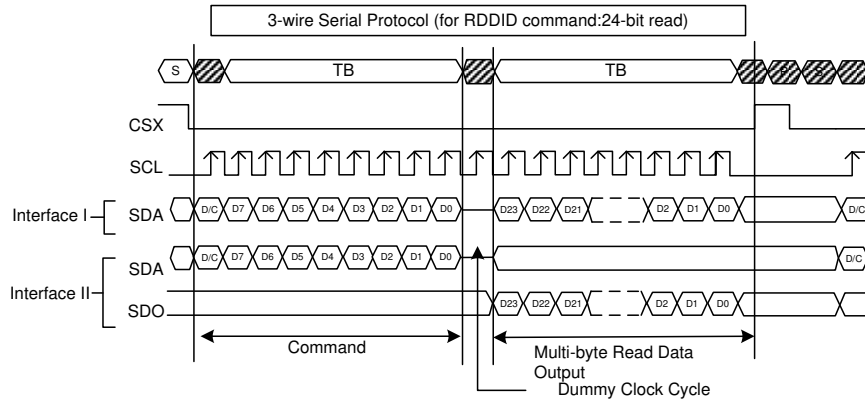 3-wire Serial Protocol (for RDDID command:24-bit read)
S TB TB P S
CSX
SCL
Interface I SDA D/C D7 D6 D5 D4 D3 D2 D1 D0 D23 D22 D21 D2 D1 D0 D/C
SDA D/C D7 D6 D5 D4 D3 D2 D1 D0 D/C
Interface II
SDO D23 D22 D21 D2 D1 D0
Command
Multi-byte Read Data
Output
Dummy Clock Cycle